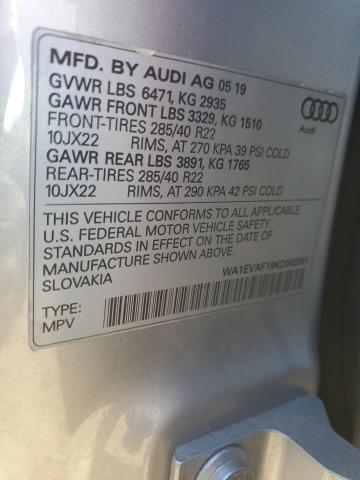 MFD. BY AUDI AG 05 19
GVWR LBS 6471, KG 2935
GAWR FRONT LBS 3329, KG 1510
FRONT-TIRES 285/40 R22
10JX22 RIMS, AT 270 KPA 39 PSI COLD
GAWR REAR LBS 3891, KG 1765
REAR-TIRES 285/40 R22
10JX22 RIMS, AT 290 KPA 42 PSI COLD
Audi
THIS VEHICLE CONFORMS TO ALL APPLICABLE
U.S. FEDERAL MOTOR VEHICLE SAFETY
STANDARDS IN EFFECT ON THE DATE OF
MANUFACTURE SHOWN ABOVE.
SLOVAKIA
TYPE:
MPV